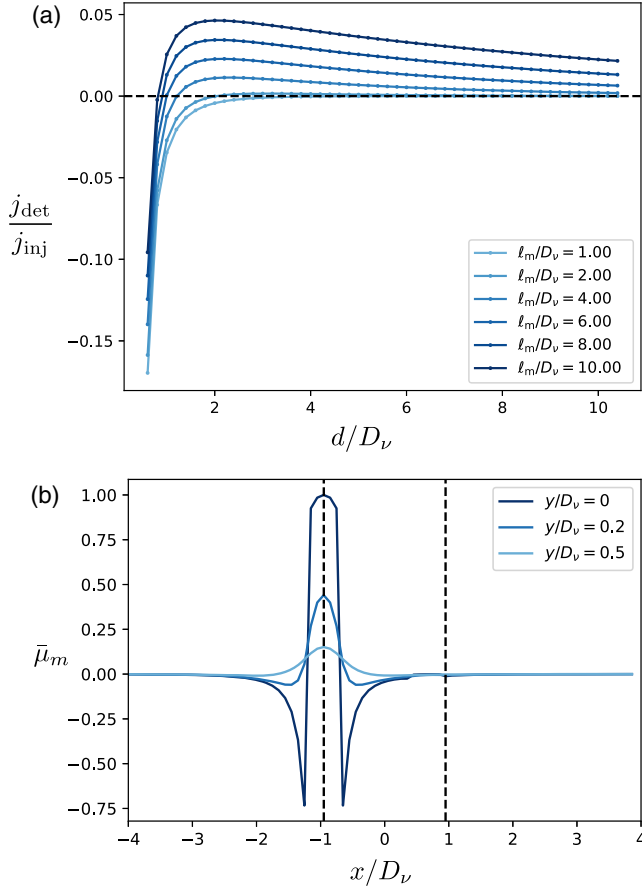 (a)
0.05
0.00
−0.05
−0.10
−0.15
j_det
j_inj
ℓ_m/D_ν = 1.00
ℓ_m/D_ν = 2.00
ℓ_m/D_ν = 4.00
ℓ_m/D_ν = 6.00
ℓ_m/D_ν = 8.00
ℓ_m/D_ν = 10.00
2 4 6 8 10
d/D_ν
(b)
1.00
0.75
0.50
0.25
0.00
−0.25
−0.50
−0.75
μ̄_m
y/D_ν = 0
y/D_ν = 0.2
y/D_ν = 0.5
−4 −3 −2 −1 0 1 2 3 4
x/D_ν